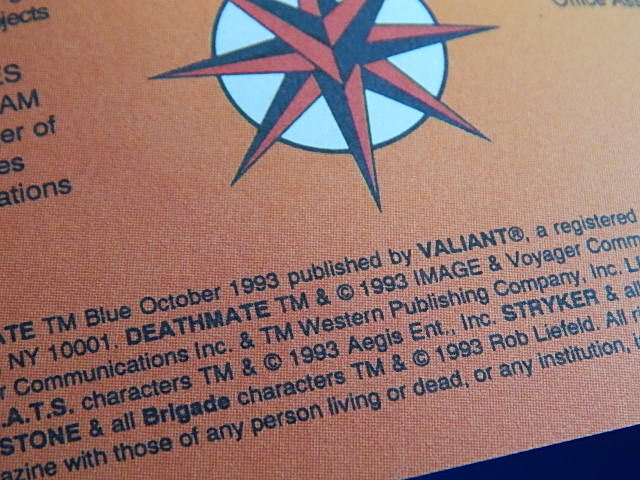 ojects
Office
ES
AM
er of
es
ations
ATE TM Blue October 1993 published by VALIANT®, a registered
NY 10001. DEATHMATE TM & © 1993 IMAGE & Voyager Comm
r Communications Inc. & TM Western Publishing Company, Inc.
.A.T.S. characters TM & © 1993 Aegis Ent., Inc. STRYKER & all
STONE & all Brigade characters TM & © 1993 Rob Liefeld. All
azine with those of any person living or dead, or any institution,